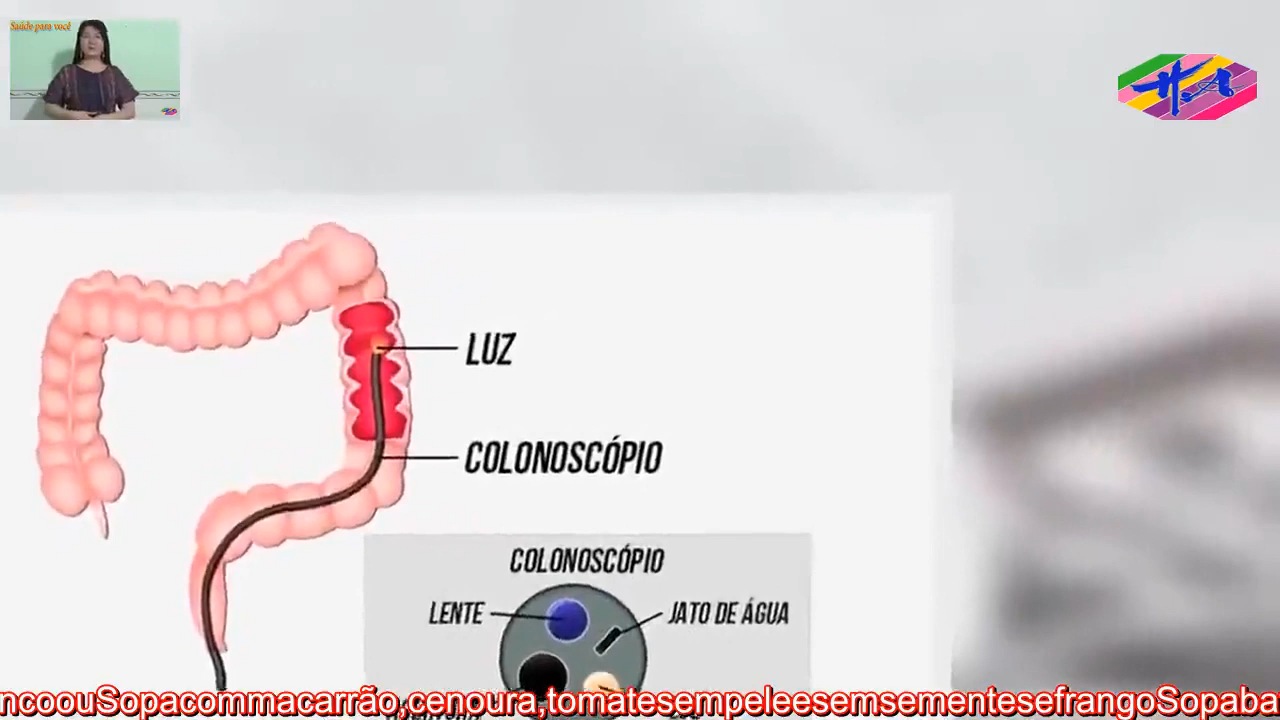 Saúde para você
H.A
LUZ
COLONOSCÓPIO
COLONOSCÓPIO
LENTE
JATO DE ÁGUA
ncoouSopacommacarrão,cenoura,tomatesempeleesemsementesefrangoSopaba